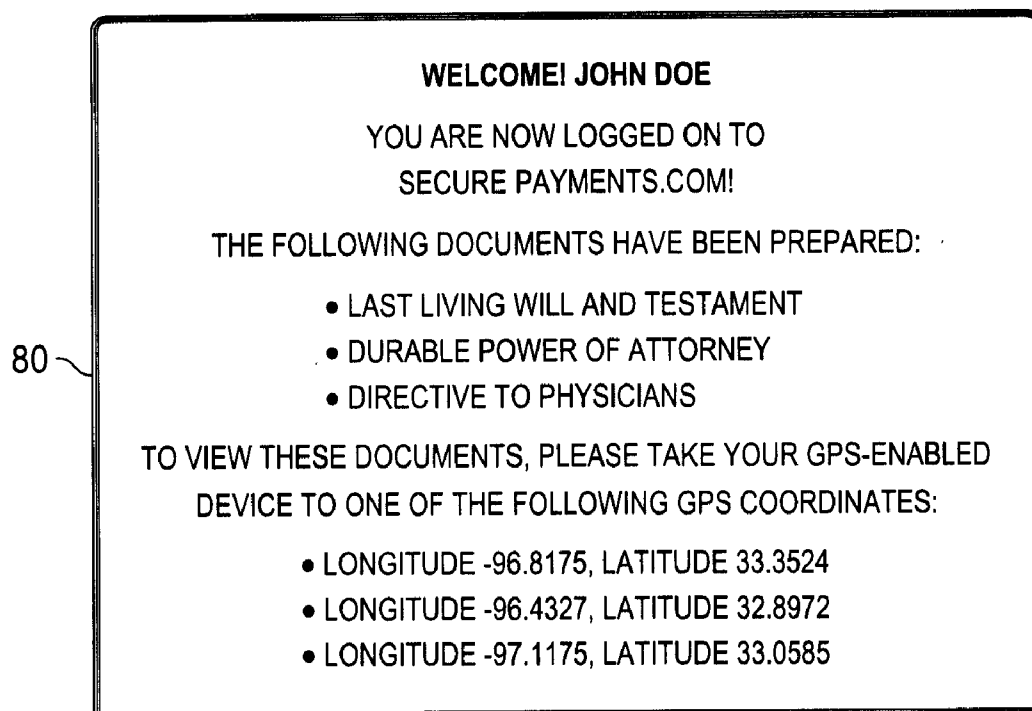 WELCOME! JOHN DOE
YOU ARE NOW LOGGED ON TO
SECURE PAYMENTS.COM!
THE FOLLOWING DOCUMENTS HAVE BEEN PREPARED:
• LAST LIVING WILL AND TESTAMENT
• DURABLE POWER OF ATTORNEY
80
• DIRECTIVE TO PHYSICIANS
TO VIEW THESE DOCUMENTS, PLEASE TAKE YOUR GPS-ENABLED
DEVICE TO ONE OF THE FOLLOWING GPS COORDINATES:
• LONGITUDE -96.8175, LATITUDE 33.3524
• LONGITUDE -96.4327, LATITUDE 32.8972
• LONGITUDE -97.1175, LATITUDE 33.0585